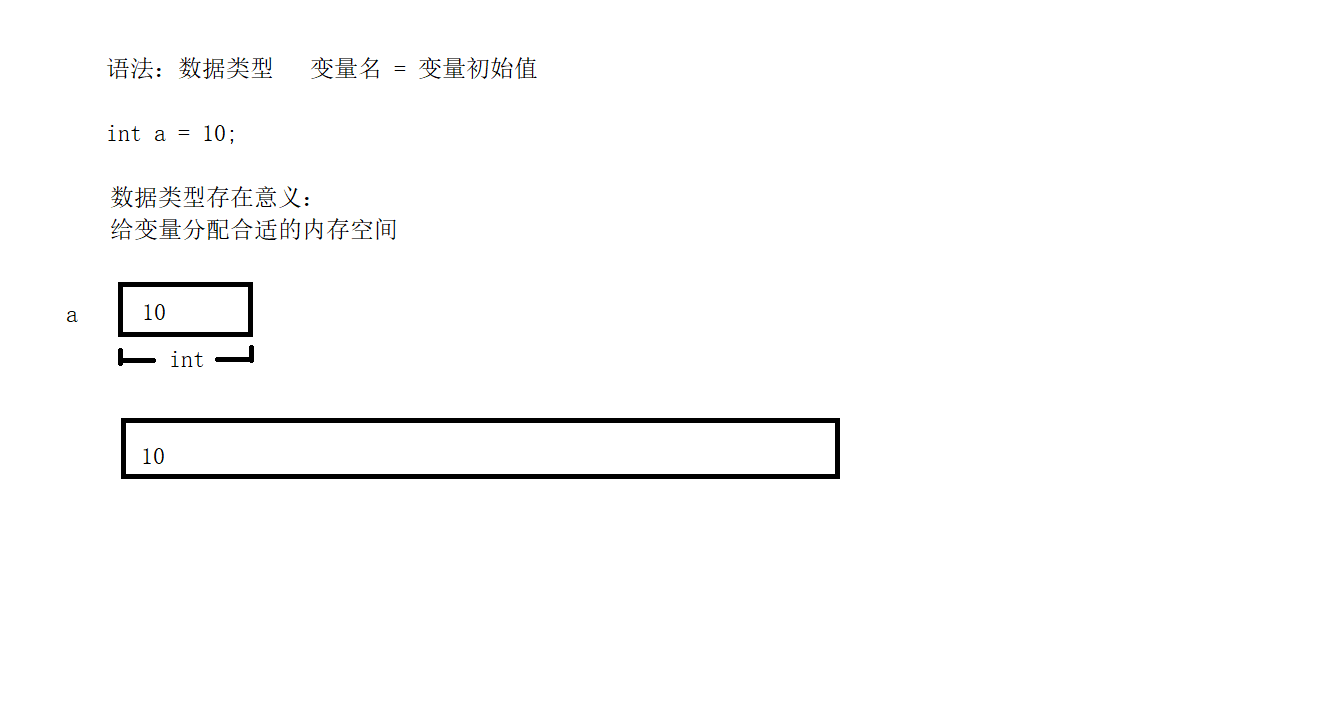 语法：数据类型   变量名 = 变量初始值
int a = 10;
数据类型存在意义：
给变量分配合适的内存空间
a 10
int
10